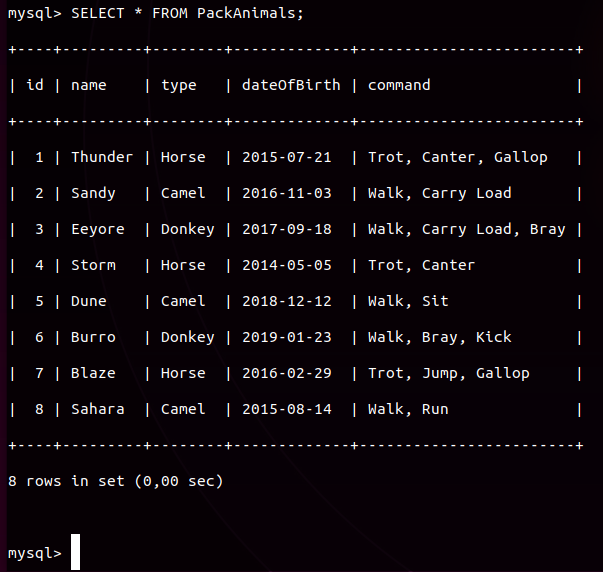 mysql> SELECT * FROM PackAnimals;
+----+---------+--------+-------------+------------------------+
| id | name    | type   | dateOfBirth | command                |
+----+---------+--------+-------------+------------------------+
|  1 | Thunder | Horse  | 2015-07-21  | Trot, Canter, Gallop   |
|  2 | Sandy   | Camel  | 2016-11-03  | Walk, Carry Load       |
|  3 | Eeyore  | Donkey | 2017-09-18  | Walk, Carry Load, Bray |
|  4 | Storm   | Horse  | 2014-05-05  | Trot, Canter           |
|  5 | Dune    | Camel  | 2018-12-12  | Walk, Sit              |
|  6 | Burro   | Donkey | 2019-01-23  | Walk, Bray, Kick       |
|  7 | Blaze   | Horse  | 2016-02-29  | Trot, Jump, Gallop     |
|  8 | Sahara  | Camel  | 2015-08-14  | Walk, Run              |
+----+---------+--------+-------------+------------------------+
8 rows in set (0,00 sec)
mysql>